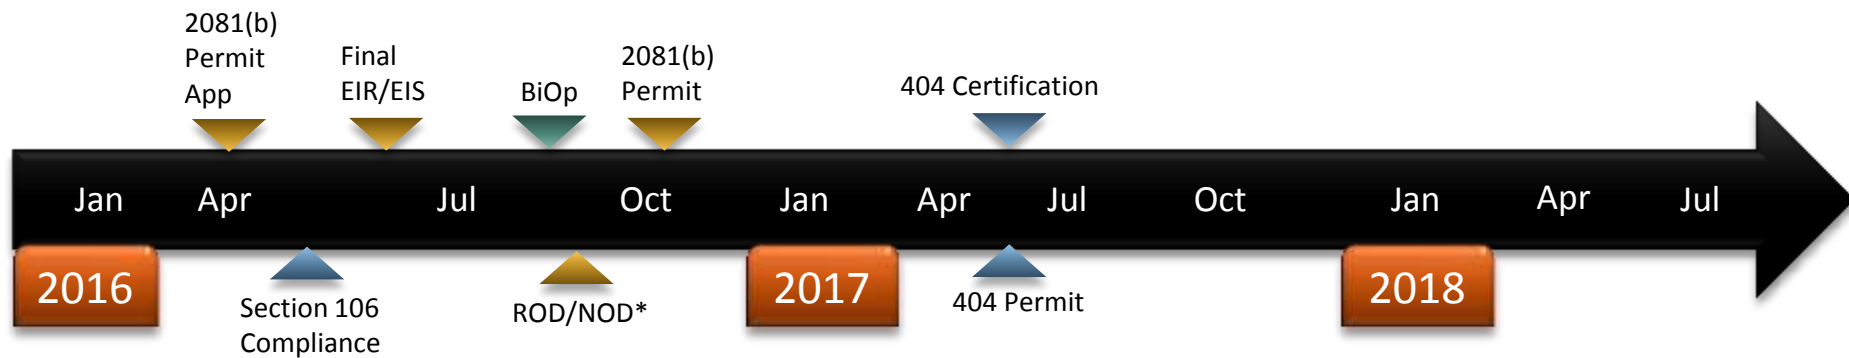 2081(b)
Permit
App
Final
EIR/EIS
BiOp
2081(b)
Permit
404 Certification
Jan
Apr
Jul
Oct
Jan
Apr
Jul
Oct
Jan
Apr
Jul
2016
2017
2018
Section 106
Compliance
ROD/NOD*
404 Permit